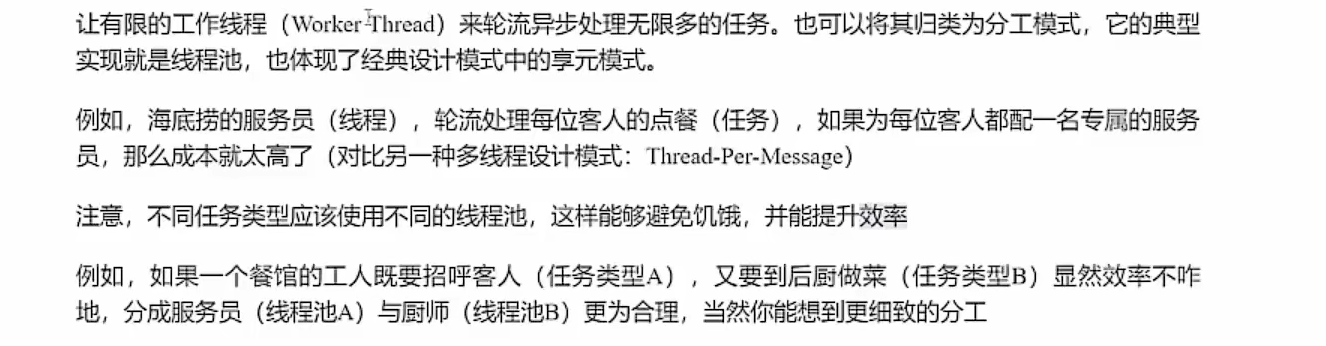 让有限的工作线程（Worker Thread）来轮流异步处理无限多的任务。也可以将其归类为分工模式，它的典型
实现就是线程池，也体现了经典设计模式中的享元模式。
例如，海底捞的服务员（线程），轮流处理每位客人的点餐（任务），如果为每位客人都配一名专属的服务
员，那么成本就太高了（对比另一种多线程设计模式：Thread-Per-Message）
注意，不同任务类型应该使用不同的线程池，这样能够避免饥饿，并能提升效率
例如，如果一个餐馆的工人既要招呼客人（任务类型A），又要到后厨做菜（任务类型B）显然效率不咋
地，分成服务员（线程池A）与厨师（线程池B）更为合理，当然你能想到更细致的分工